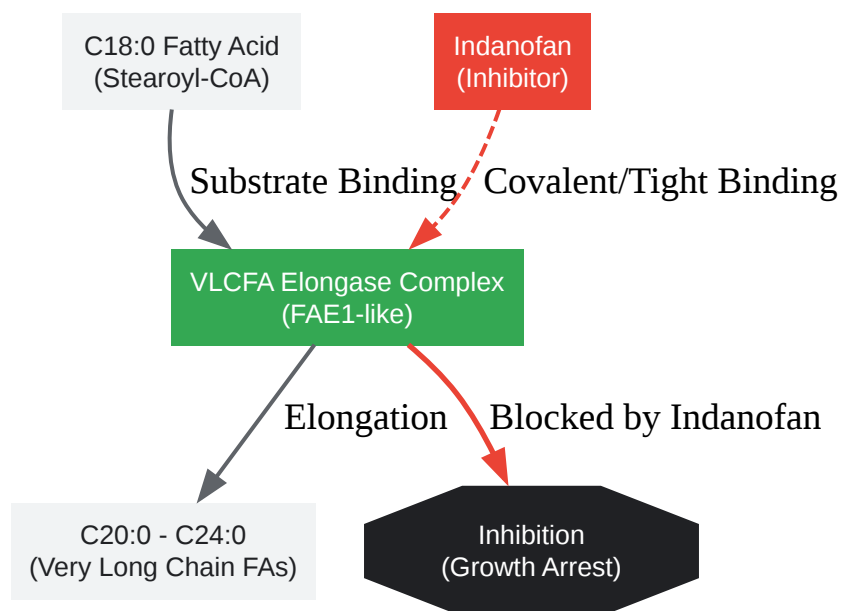 C18:0 Fatty Acid
(Stearoyl-CoA)
Indanofan
(Inhibitor)
Substrate Binding
Covalent/Tight Binding
VLCFA Elongase Complex
(FAE1-like)
Elongation
Blocked by Indanofan
C20:0 - C24:0
(Very Long Chain FAs)
Inhibition
(Growth Arrest)